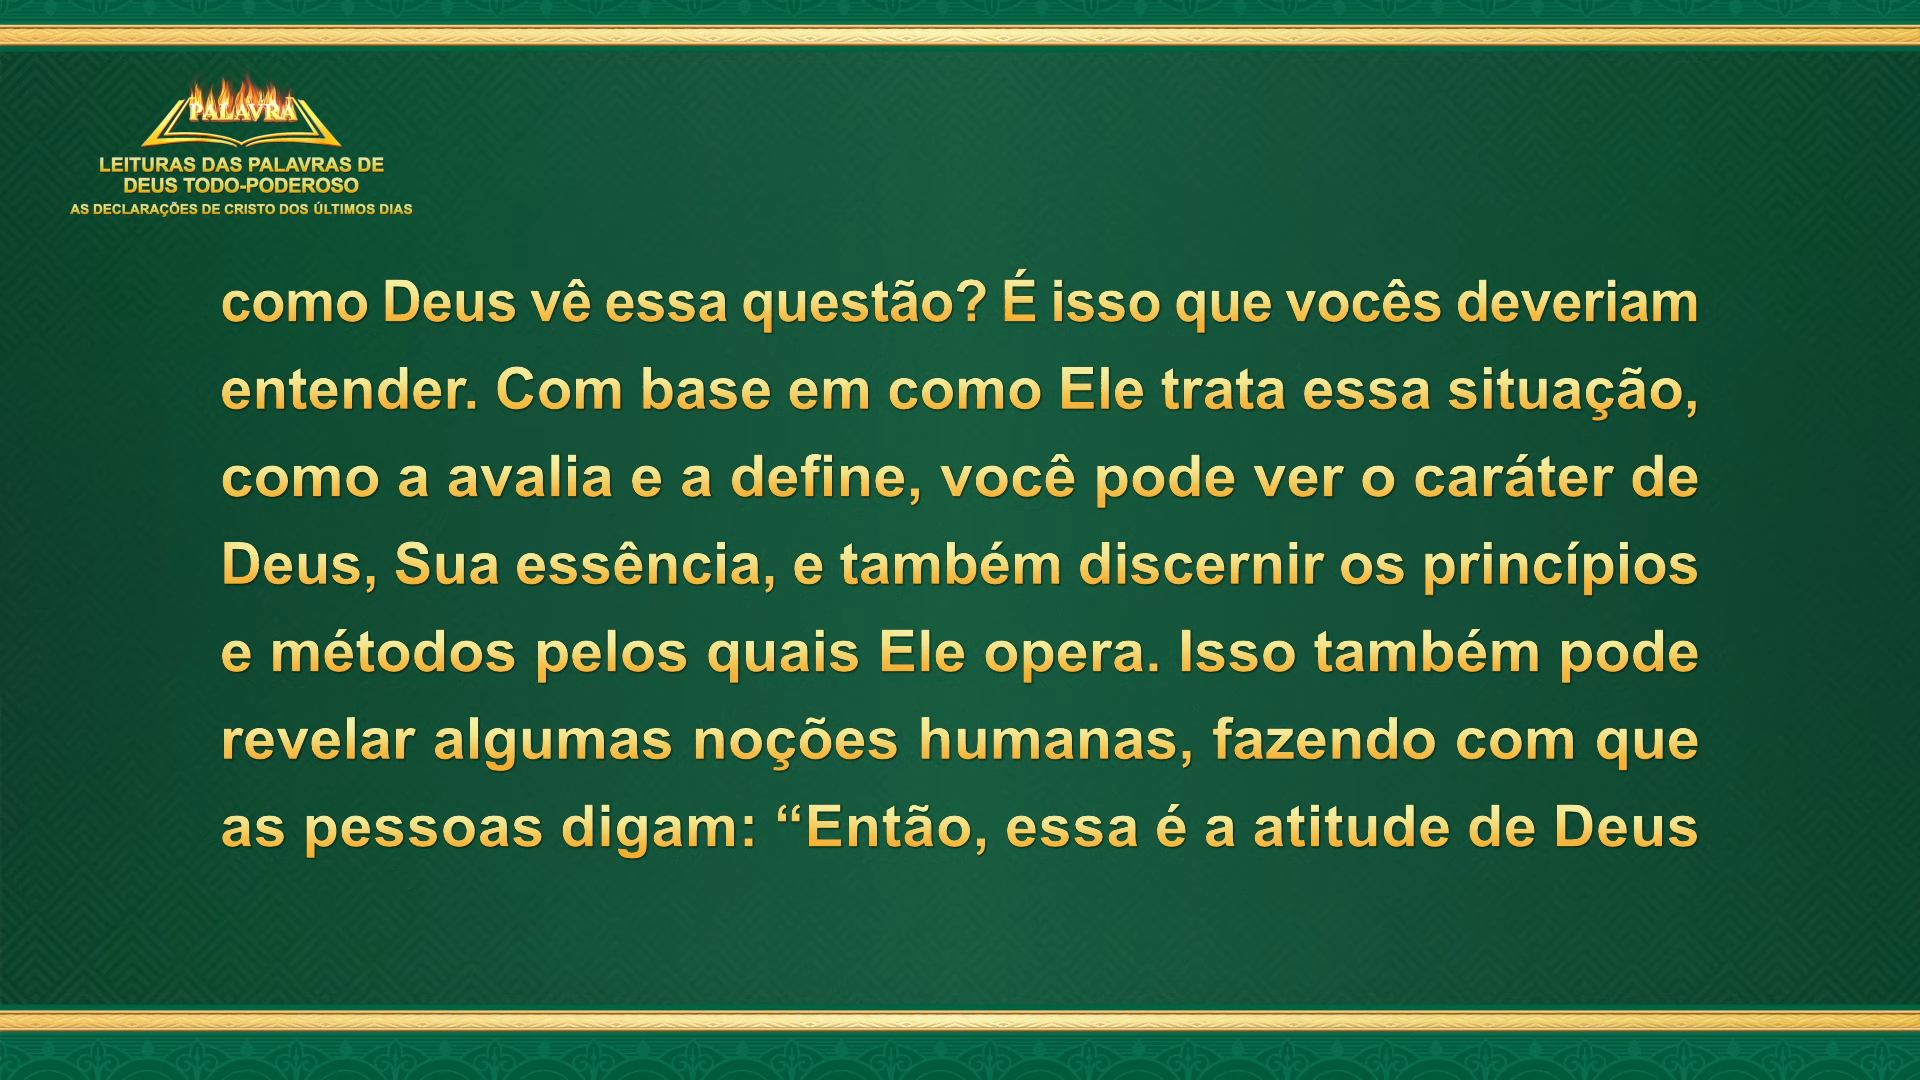 PALAVRA
LEITURAS DAS PALAVRAS DE
DEUS TODO-PODEROSO
AS DECLARAÇÕES DE CRISTO DOS ÚLTIMOS DIAS
como Deus vê essa questão? É isso que vocês deveriam
entender. Com base em como Ele trata essa situação,
como a avalia e a define, você pode ver o caráter de
Deus, Sua essência, e também discernir os princípios
e métodos pelos quais Ele opera. Isso também pode
revelar algumas noções humanas, fazendo com que
as pessoas digam: “Então, essa é a atitude de Deus